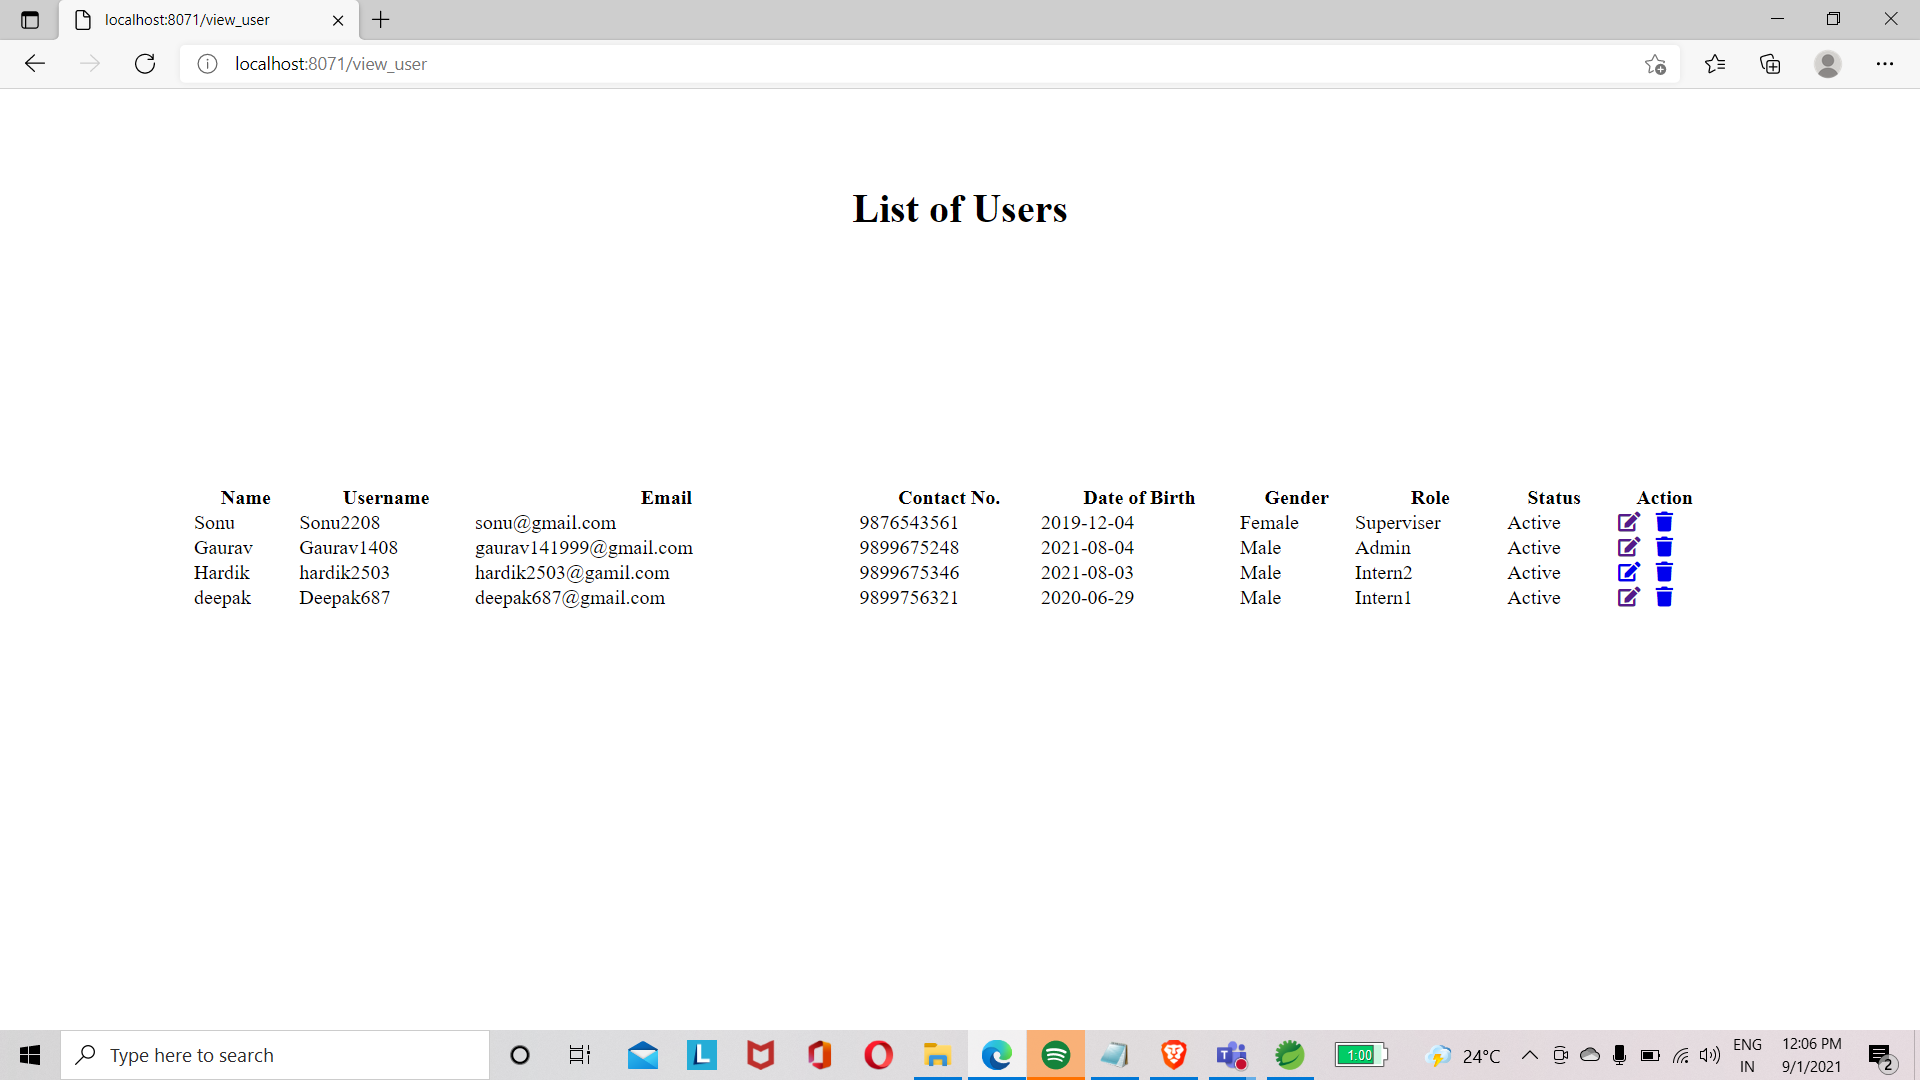 localhost:8071/view_user
localhost:8071/view_user
List of Users
Name Username Email Contact No. Date of Birth Gender Role Status Action
Sonu Sonu2208 sonu@gmail.com 9876543561 2019-12-04 Female Superviser Active
Gaurav Gaurav1408 gaurav141999@gmail.com 9899675248 2021-08-04 Male Admin Active
Hardik hardik2503 hardik2503@gamil.com 9899675346 2021-08-03 Male Intern2 Active
deepak Deepak687 deepak687@gmail.com 9899756321 2020-06-29 Male Intern1 Active
Type here to search
L
T
1:00
24°C
ENG
IN
12:06 PM
9/1/2021
2